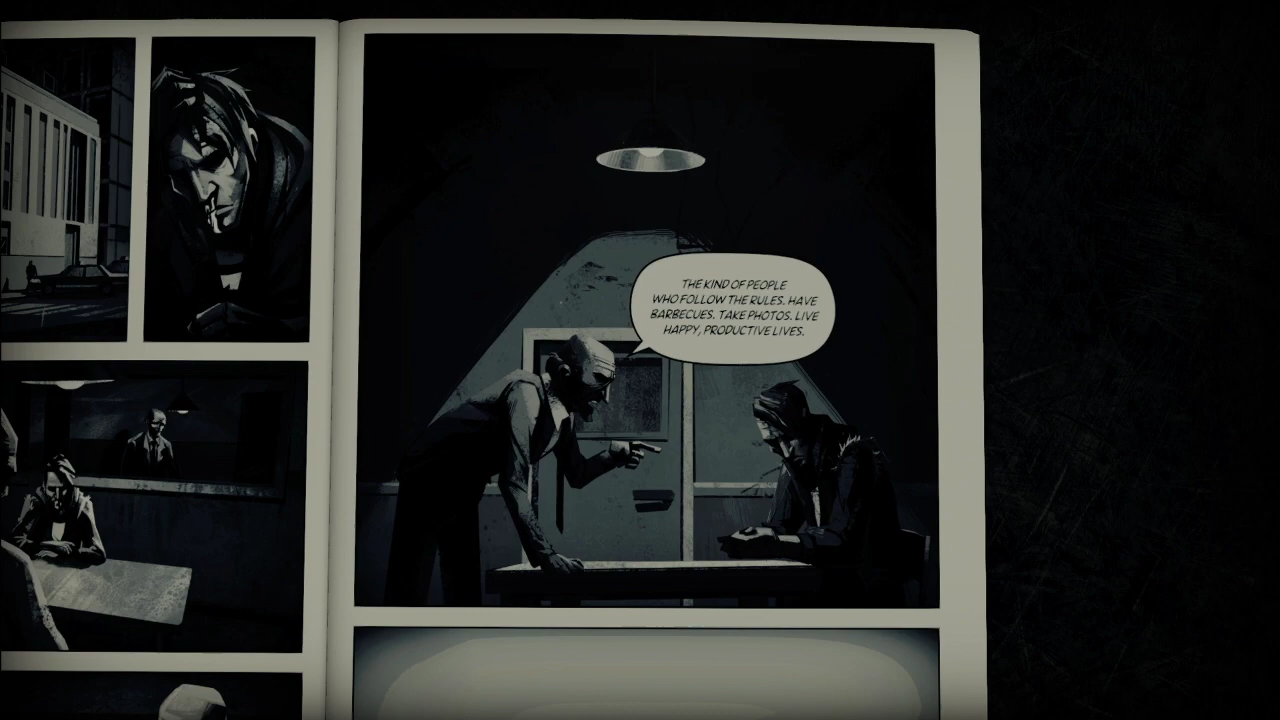 THE KIND OF PEOPLE
WHO FOLLOW THE RULES. HAVE
BARBECUES. TAKE PHOTOS. LIVE
HAPPY, PRODUCTIVE LIVES.